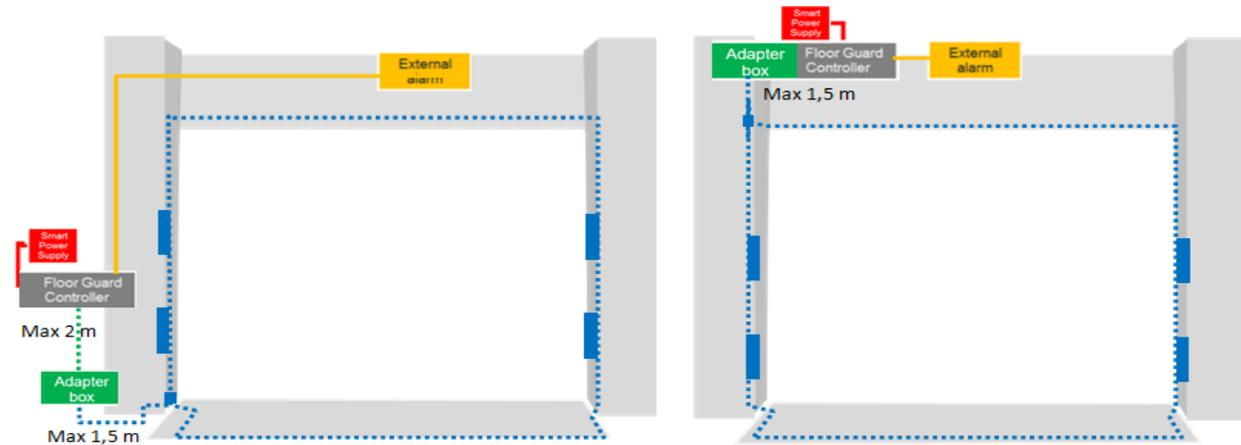 External
alarm
Smart
Power
Supply
Floor Guard
Controller
Max 2 m
Adapter
box
Max 1,5 m
Smart
Power
Supply
Adapter
box
Floor Guard
Controller
External
alarm
Max 1,5 m